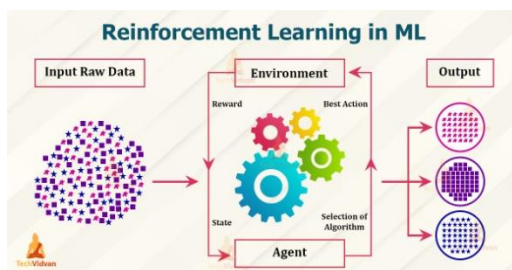 Reinforcement Learning in ML
Input Raw Data
Environment
Output
Reward
Best Action
State
Selection of
Algorithm
Agent
TechVidvan